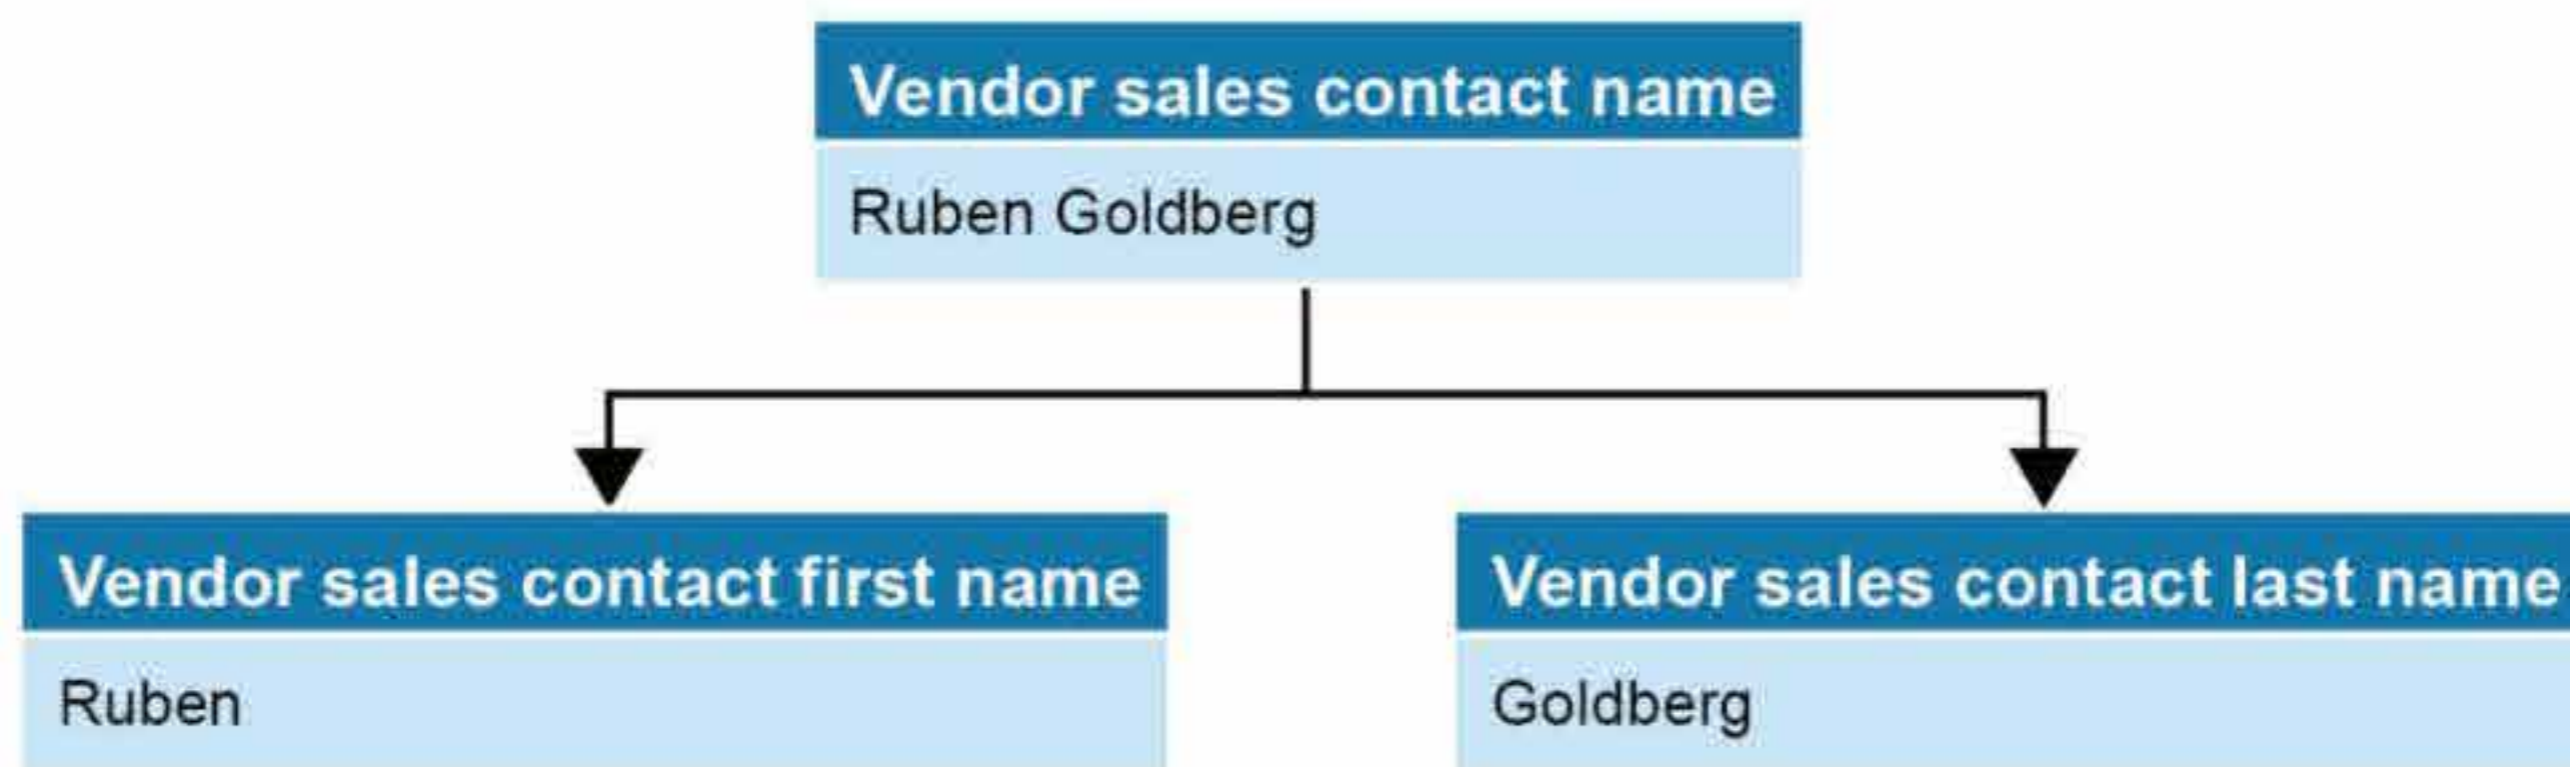 Vendor sales contact name
Ruben Goldberg
Vendor sales contact first name
Vendor sales contact last name
Ruben
Goldberg